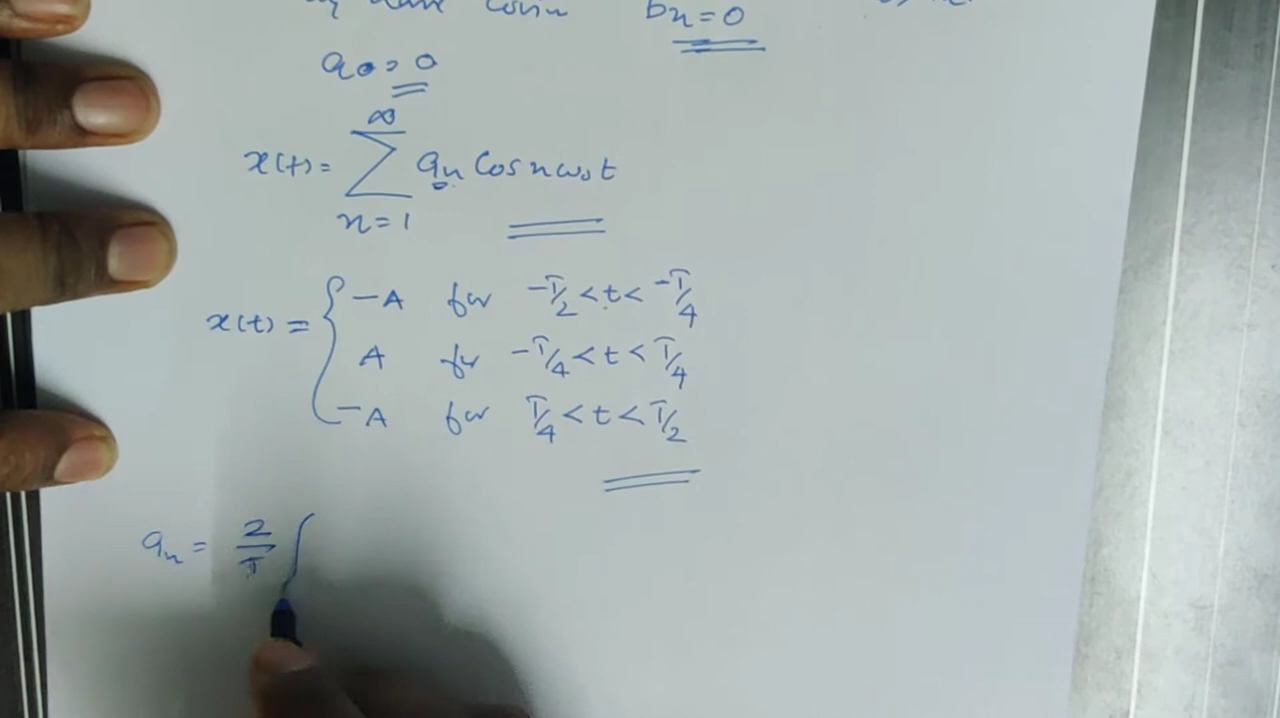 bn=0
a0=0
x(t)= ∞ ∑ n=1 an Cos nω0t
x(t) = { -A for -T/2 < t < -T/4
A for -T/4 < t < T/4
-A for T/4 < t < T/2
an = 2/T ∫